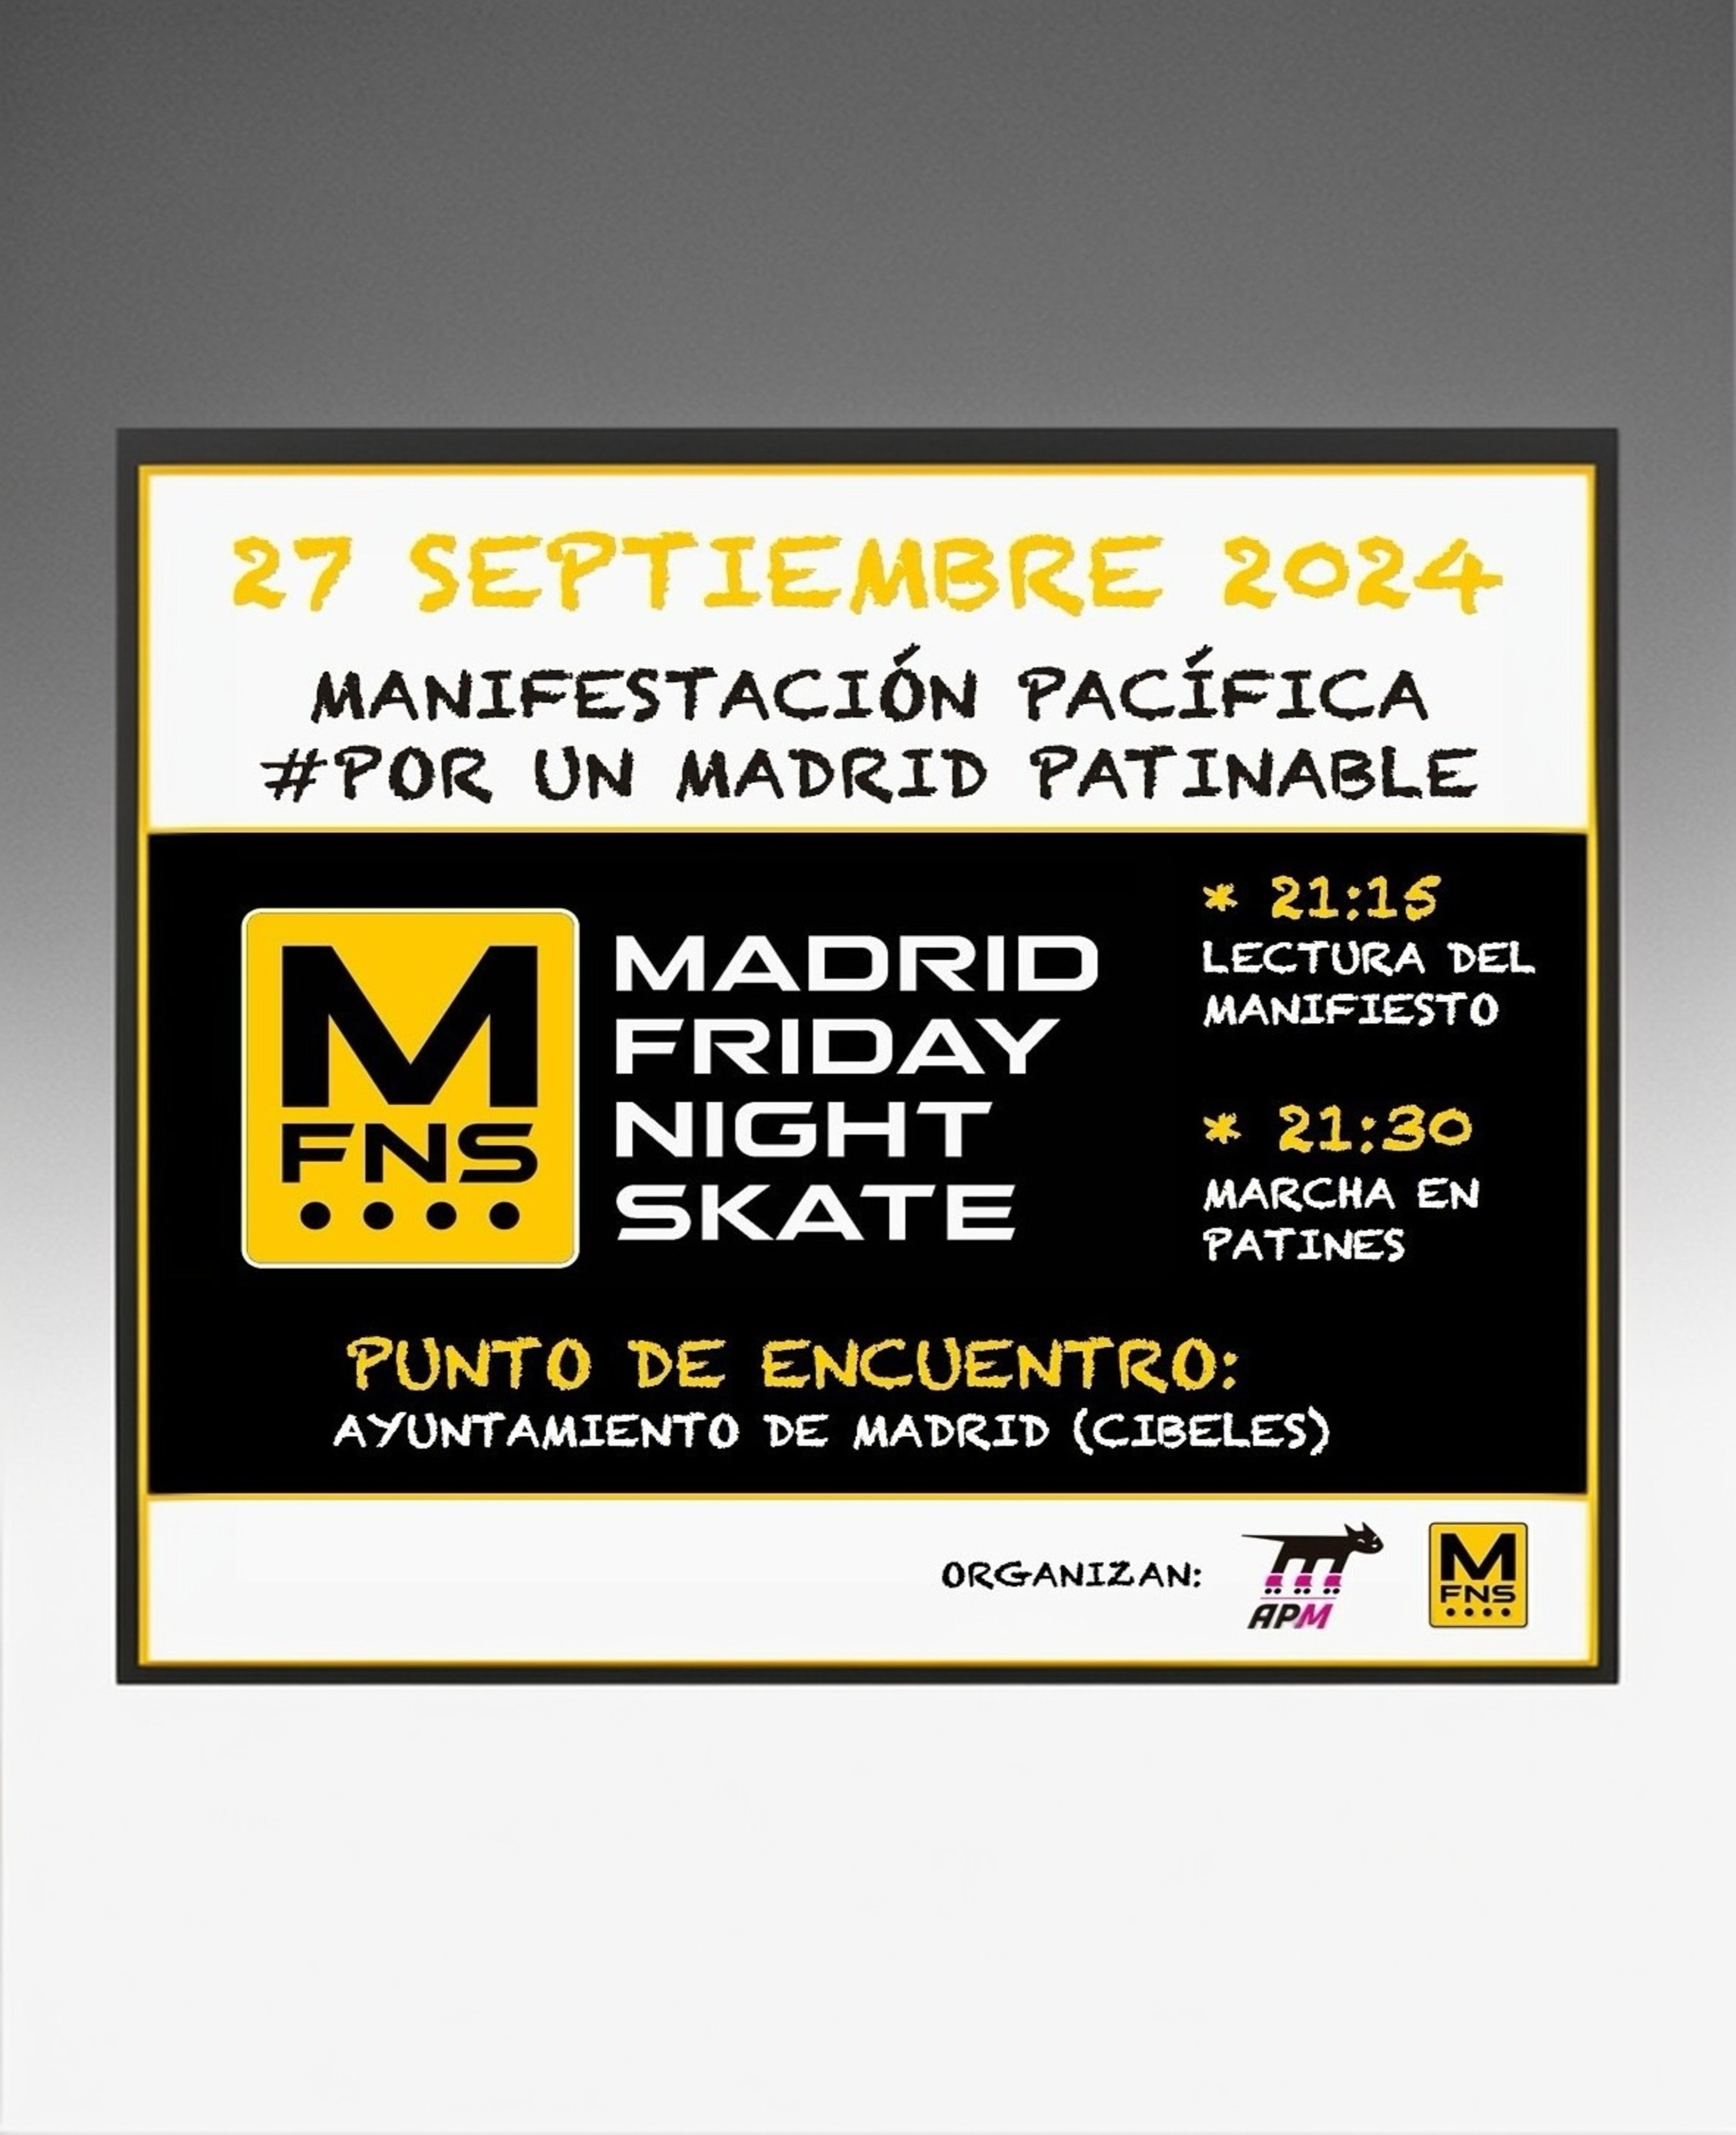 27 SEPTIEMBRE 2024
MANIFESTACIÓN PACÍFICA
#POR UN MADRID PATINABLE
M
FNS
MADRID
FRIDAY
NIGHT
SKATE
* 21:15
LECTURA DEL
MANIFIESTO
* 21:30
MARCHA EN
PATINES
PUNTO DE ENCUENTRO:
AYUNTAMIENTO DE MADRID (CIBELES)
ORGANIZAN:
APM
M
FNS